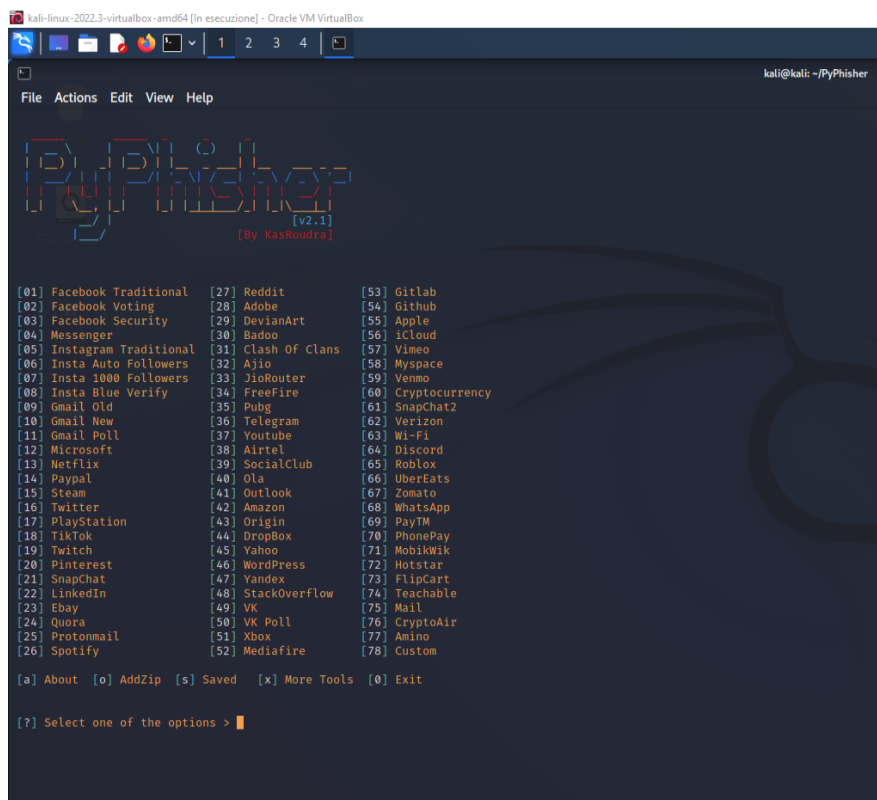 kali-linux-2022.3-virtualbox-amd64 [In esecuzione] - Oracle VM VirtualBox
1 2 3 4
kali@kali: ~/PyPhisher
File Actions Edit View Help
PyPhisher
[v2.1]
[By KasRoudra]
[01] Facebook Traditional [27] Reddit [53] Gitlab
[02] Facebook Voting [28] Adobe [54] Github
[03] Facebook Security [29] DevianArt [55] Apple
[04] Messenger [30] Badoo [56] iCloud
[05] Instagram Traditional [31] Clash Of Clans [57] Vimeo
[06] Insta Auto Followers [32] Ajio [58] Myspace
[07] Insta 1000 Followers [33] JioRouter [59] Venmo
[08] Insta Blue Verify [34] FreeFire [60] Cryptocurrency
[09] Gmail Old [35] Pubg [61] SnapChat2
[10] Gmail New [36] Telegram [62] Verizon
[11] Gmail Poll [37] Youtube [63] Wi-Fi
[12] Microsoft [38] Airtel [64] Discord
[13] Netflix [39] SocialClub [65] Roblox
[14] Paypal [40] Ola [66] UberEats
[15] Steam [41] Outlook [67] Zomato
[16] Twitter [42] Amazon [68] WhatsApp
[17] PlayStation [43] Origin [69] PayTM
[18] TikTok [44] DropBox [70] PhonePay
[19] Twitch [45] Yahoo [71] MobikWik
[20] Pinterest [46] WordPress [72] Hotstar
[21] SnapChat [47] Yandex [73] FlipCart
[22] LinkedIn [48] StackOverflow [74] Teachable
[23] Ebay [49] VK [75] Mail
[24] Quora [50] VK Poll [76] CryptoAir
[25] Protonmail [51] Xbox [77] Amino
[26] Spotify [52] Mediafire [78] Custom
[a] About [o] AddZip [s] Saved [x] More Tools [0] Exit
[?] Select one of the options >